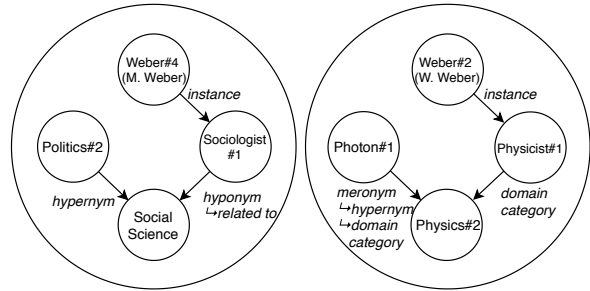 Weber#4
(M. Weber)
instance
Politics#2
Sociologist
#1
hypernym
hyponym
↳related to
Social
Science
Weber#2
(W. Weber)
instance
Photon#1
Physicist#1
meronym
↳hypernym
↳domain
category
domain
category
Physics#2